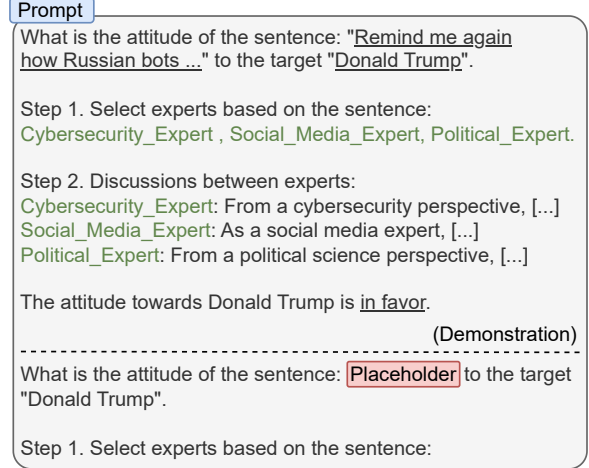 Prompt
What is the attitude of the sentence: "Remind me again
how Russian bots ..." to the target "Donald Trump".
Step 1. Select experts based on the sentence:
Cybersecurity_Expert , Social_Media_Expert, Political_Expert.
Step 2. Discussions between experts:
Cybersecurity_Expert: From a cybersecurity perspective, [...]
Social_Media_Expert: As a social media expert, [...]
Political_Expert: From a political science perspective, [...]
The attitude towards Donald Trump is in favor.
(Demonstration)
What is the attitude of the sentence: Placeholder to the target
"Donald Trump".
Step 1. Select experts based on the sentence: